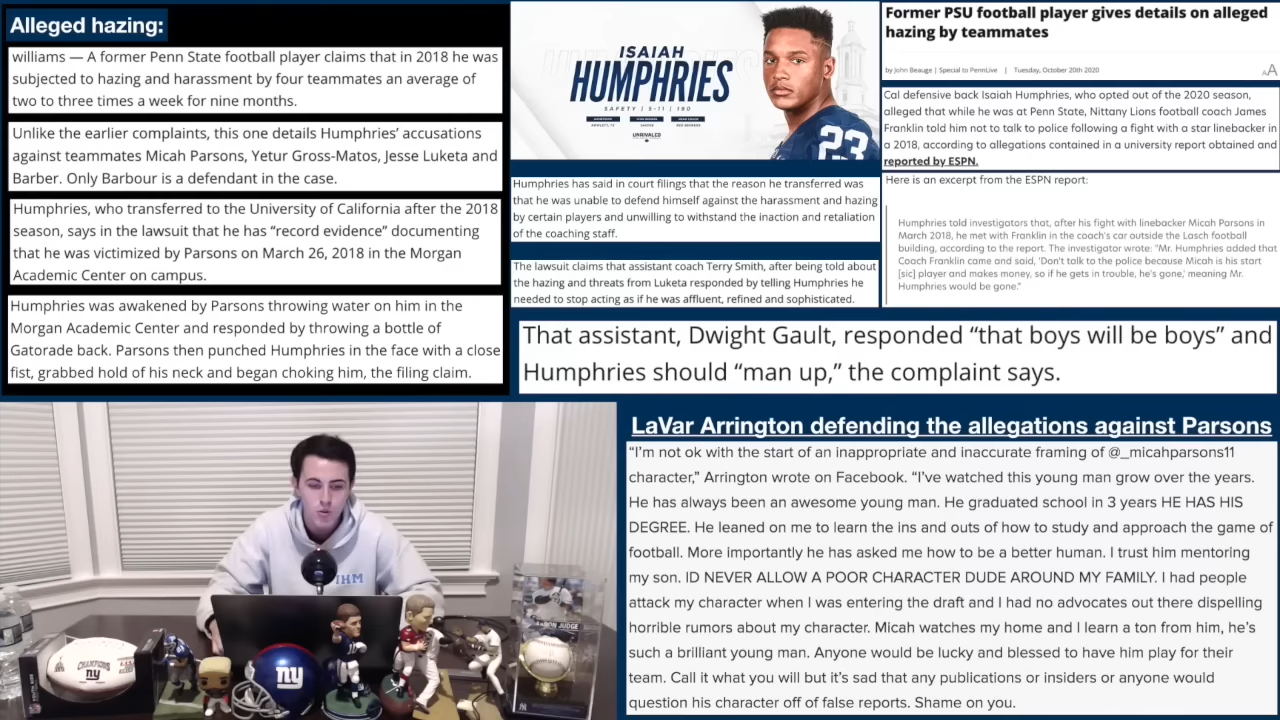 Alleged hazing:
williams — A former Penn State football player claims that in 2018 he was
subjected to hazing and harassment by four teammates an average of
two to three times a week for nine months.
Unlike the earlier complaints, this one details Humphries’ accusations
against teammates Micah Parsons, Yetur Gross-Matos, Jesse Luketa and
Barber. Only Barbour is a defendant in the case.
Humphries, who transferred to the University of California after the 2018
season, says in the lawsuit that he has “record evidence” documenting
that he was victimized by Parsons on March 26, 2018 in the Morgan
Academic Center on campus.
Humphries was awakened by Parsons throwing water on him in the
Morgan Academic Center and responded by throwing a bottle of
Gatorade back. Parsons then punched Humphries in the face with a close
fist, grabbed hold of his neck and began choking him, the filing claim.
ISAIAH
HUMPHRIES
SAFETY | 5-11 | 180
UNRIVALED
23
Humphries has said in court filings that the reason he transferred was
that he was unable to defend himself against the harassment and hazing
by certain players and unwilling to withstand the inaction and retaliation
of the coaching staff.
The lawsuit claims that assistant coach Terry Smith, after being told about
the hazing and threats from Luketa responded by telling Humphries he
needed to stop acting as if he was affluent, refined and sophisticated.
Former PSU football player gives details on alleged
hazing by teammates
by John Beauge | Special to PennLive | Tuesday, October 20th 2020
AA
Cal defensive back Isaiah Humphries, who opted out of the 2020 season,
alleged that while he was at Penn State, Nittany Lions football coach James
Franklin told him not to talk to police following a fight with a star linebacker in
a 2018, according to allegations contained in a university report obtained and
reported by ESPN.
Here is an excerpt from the ESPN report:
Humphries told investigators that, after his fight with linebacker Micah Parsons in
March 2018, he met with Franklin in the coach's car outside the Lasch football
building, according to the report. The investigator wrote: "Mr. Humphries added that
Coach Franklin came and said, 'Don't talk to the police because Micah is his start
[sic] player and makes money, so if he gets in trouble, he's gone,' meaning Mr.
Humphries would be gone."
That assistant, Dwight Gault, responded “that boys will be boys” and
Humphries should “man up,” the complaint says.
LaVar Arrington defending the allegations against Parsons
“I’m not ok with the start of an inappropriate and inaccurate framing of @_micahparsons11
character,” Arrington wrote on Facebook. “I’ve watched this young man grow over the years.
He has always been an awesome young man. He graduated school in 3 years HE HAS HIS
DEGREE. He leaned on me to learn the ins and outs of how to study and approach the game of
football. More importantly he has asked me how to be a better human. I trust him mentoring
my son. ID NEVER ALLOW A POOR CHARACTER DUDE AROUND MY FAMILY. I had people
attack my character when I was entering the draft and I had no advocates out there dispelling
horrible rumors about my character. Micah watches my home and I learn a ton from him, he’s
such a brilliant young man. Anyone would be lucky and blessed to have him play for their
team. Call it what you will but it’s sad that any publications or insiders or anyone would
question his character off of false reports. Shame on you.
IHM
CHAMPIONS
ny
ny
AARON JUDGE